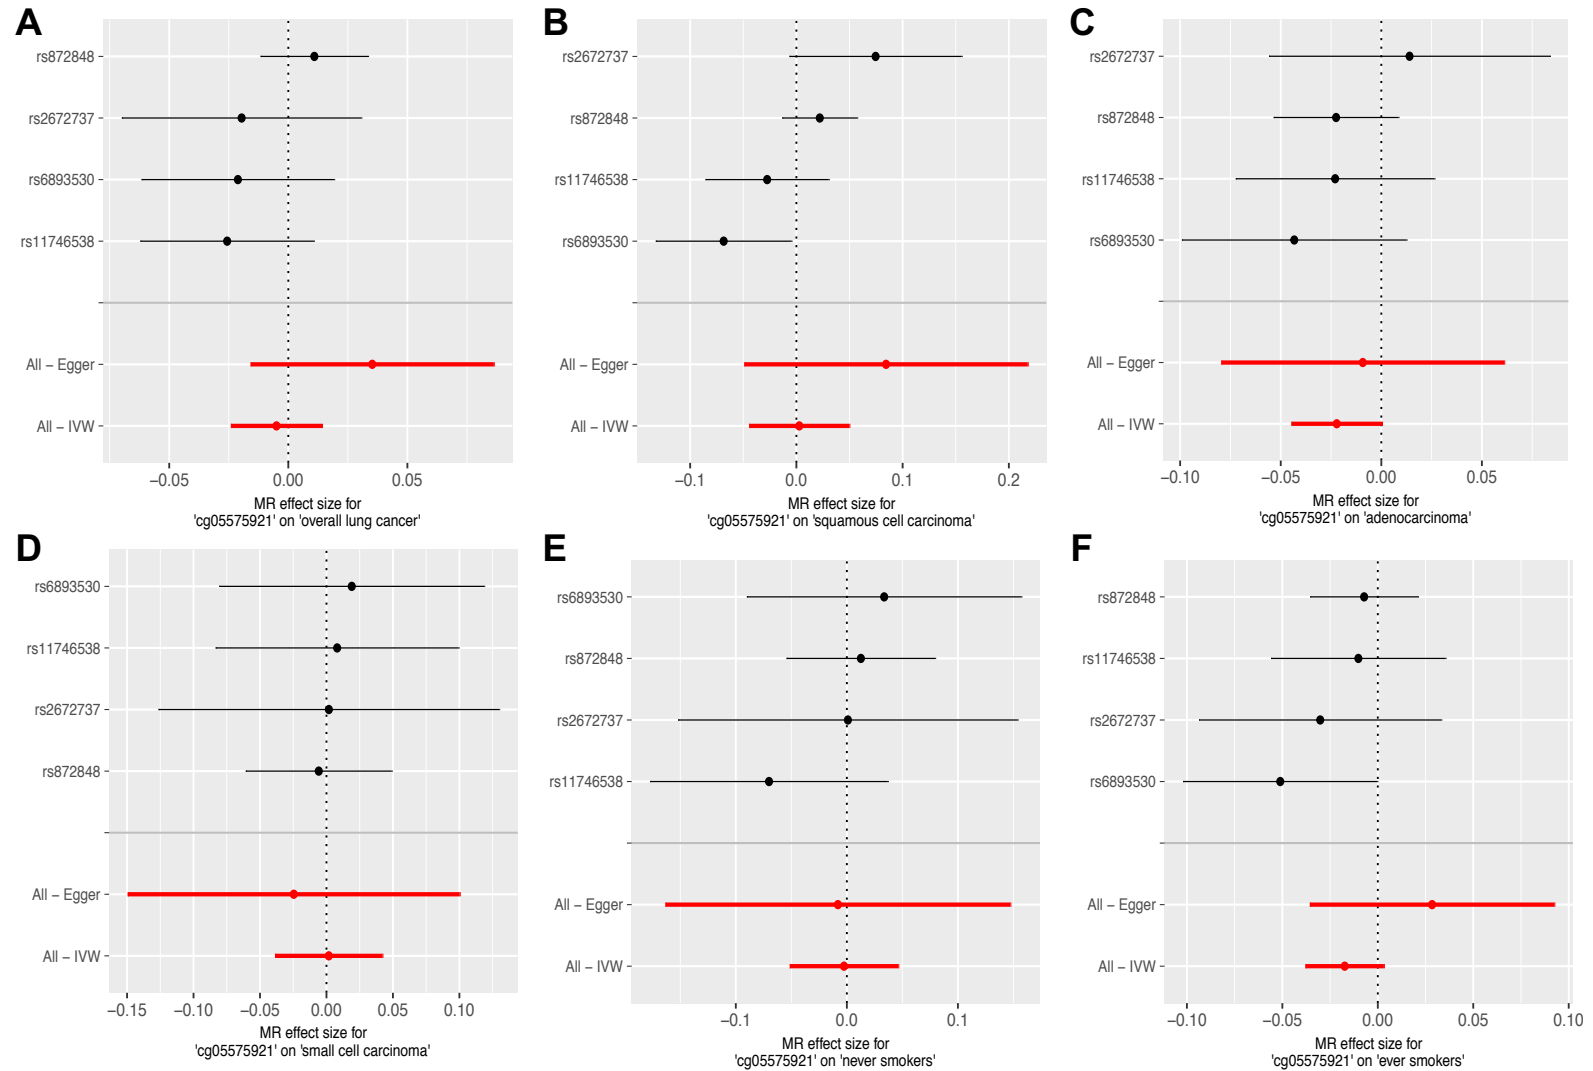 A
rs872848
rs2672737
rs6893530
rs11746538
All − Egger
All − IVW
−0.05 0.00 0.05
MR effect size for
'cg05575921' on 'overall lung cancer'
B
rs2672737
rs872848
rs11746538
rs6893530
All − Egger
All − IVW
−0.1 0.0 0.1 0.2
MR effect size for
'cg05575921' on 'squamous cell carcinoma'
C
rs2672737
rs872848
rs11746538
rs6893530
All − Egger
All − IVW
−0.10 −0.05 0.00 0.05
MR effect size for
'cg05575921' on 'adenocarcinoma'
D
rs6893530
rs11746538
rs2672737
rs872848
All − Egger
All − IVW
−0.15 −0.10 −0.05 0.00 0.05 0.10
MR effect size for
'cg05575921' on 'small cell carcinoma'
E
rs6893530
rs872848
rs2672737
rs11746538
All − Egger
All − IVW
−0.1 0.0 0.1
MR effect size for
'cg05575921' on 'never smokers'
F
rs872848
rs11746538
rs2672737
rs6893530
All − Egger
All − IVW
−0.10 −0.05 0.00 0.05 0.10
MR effect size for
'cg05575921' on 'ever smokers'